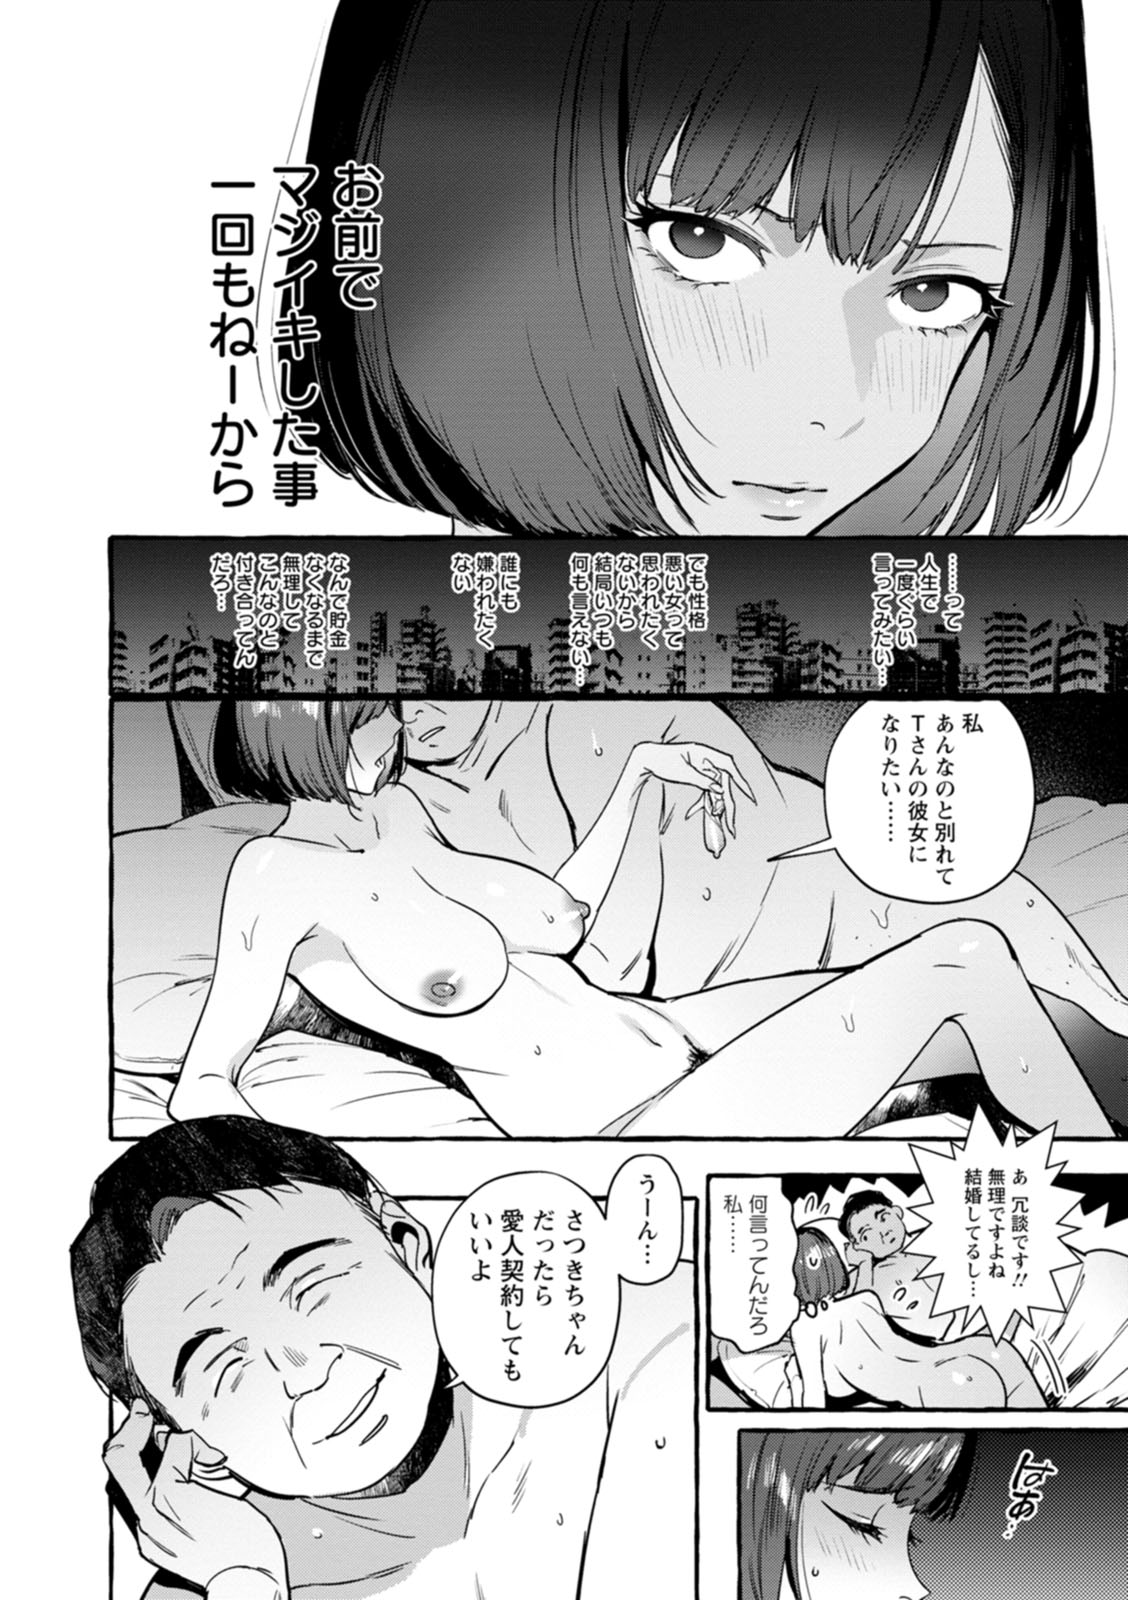 お前で
マジイキした事
一回もねーから
………って
人生で
一度ぐらい
言ってみたい…
でも性格
悪い女って
思われたく
ないから
結局いつも
何も言えない…
誰にも
嫌われたく
ない
なんで貯金
なくなるまで
無理して
こんなのと
付き合ってん
だろ…
私
あんなのと別れて
Tさんの彼女に
なりたい………
あ 冗談です!!
無理ですよね
結婚してるし…
何言ってんだろ
私……
はあ…
うーん…
さつきちゃん
だったら
愛人契約しても
いいよ